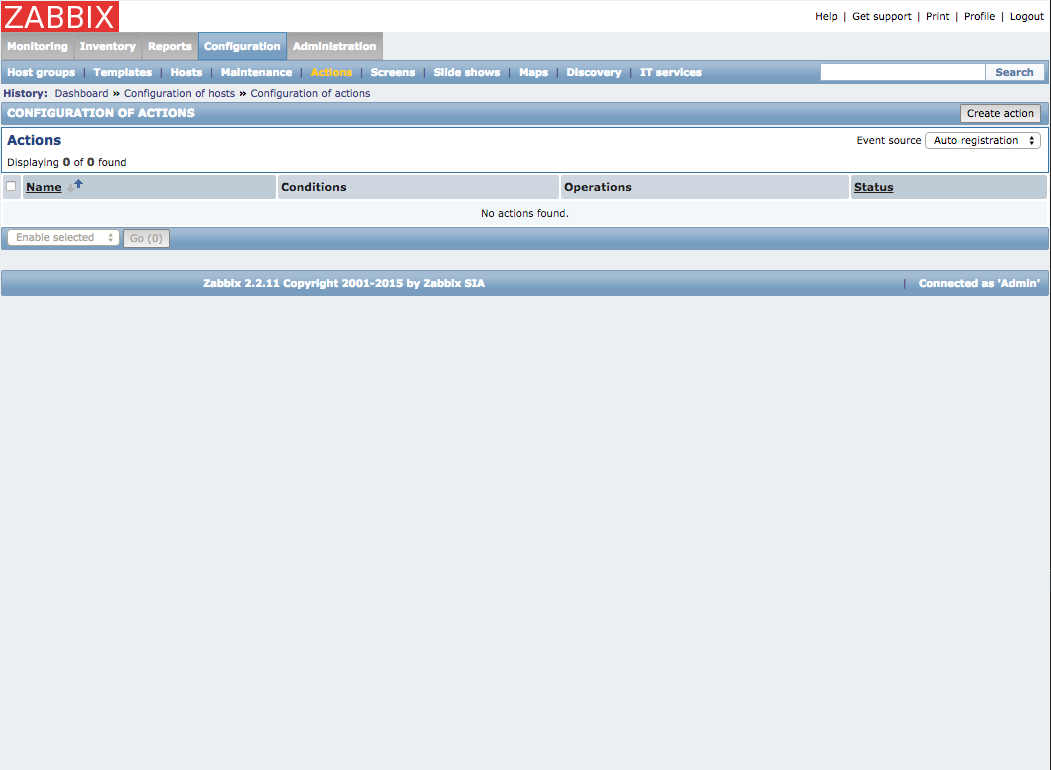 ZABBIX
Help | Get support | Print | Profile | Logout
Monitoring Inventory Reports Configuration Administration
Host groups | Templates | Hosts | Maintenance | Actions | Screens | Slide shows | Maps | Discovery | IT services Search
History: Dashboard » Configuration of hosts » Configuration of actions
CONFIGURATION OF ACTIONS Create action
Actions Event source Auto registration
Displaying 0 of 0 found
Name Conditions Operations Status
No actions found.
Enable selected Go (0)
Zabbix 2.2.11 Copyright 2001-2015 by Zabbix SIA | Connected as 'Admin'